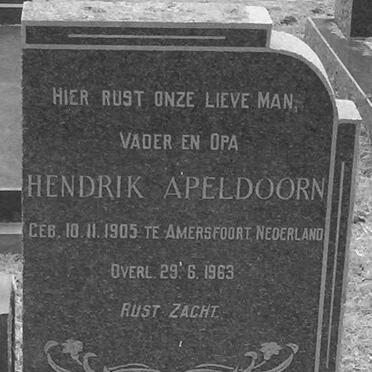 HIER RUST ONZE LIEVE MAN,
VADER EN OPA
HENDRIK APELDOORN
GEB. 10.11.1905 TE AMERSFOORT NEDERLAND
OVERL. 29.6.1963
RUST ZACHT.